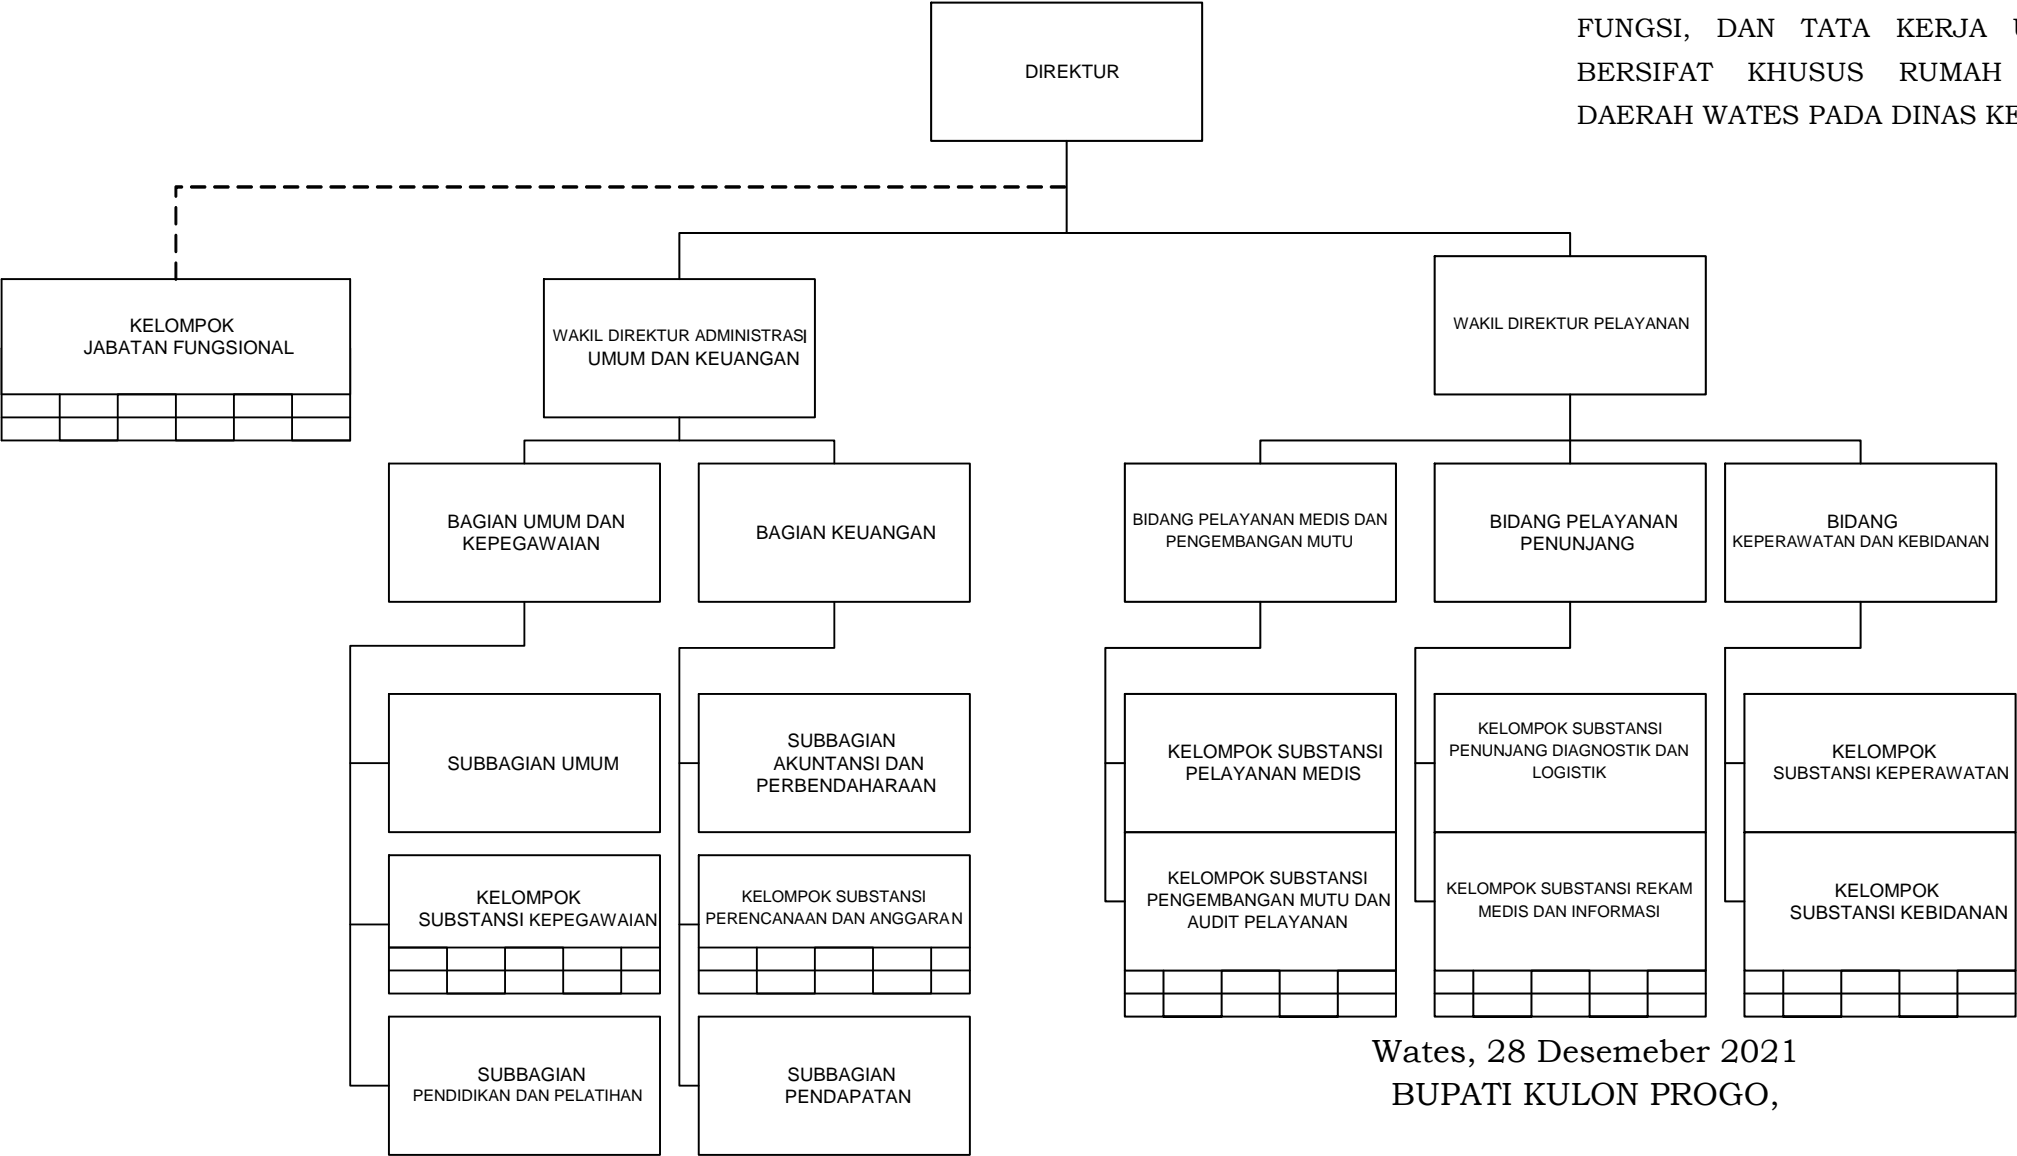 FUNGSI, DAN TATA KERJA
BERSIFAT KHUSUS RUMAH
DAERAH WATES PADA DINAS
DIREKTUR
KELOMPOK
JABATAN FUNGSIONAL
WAKIL DIREKTUR ADMINISTRASI
UMUM DAN KEUANGAN
WAKIL DIREKTUR PELAYANAN
BAGIAN UMUM DAN
KEPEGAWAIAN
BAGIAN KEUANGAN
BIDANG PELAYANAN MEDIS DAN
PENGEMBANGAN MUTU
BIDANG PELAYANAN
PENUNJANG
BIDANG
KEPERAWATAN DAN KEBIDANAN
SUBBAGIAN UMUM
SUBBAGIAN
AKUNTANSI DAN
PERBENDAHARAAN
KELOMPOK SUBSTANSI
PELAYANAN MEDIS
KELOMPOK SUBSTANSI
PENUNJANG DIAGNOSTIK DAN
LOGISTIK
KELOMPOK
SUBSTANSI KEPERAWATAN
KELOMPOK
SUBSTANSI KEPEGAWAIAN
KELOMPOK SUBSTANSI
PERENCANAAN DAN ANGGARAN
KELOMPOK SUBSTANSI
PENGEMBANGAN MUTU DAN
AUDIT PELAYANAN
KELOMPOK SUBSTANSI REKAM
MEDIS DAN INFORMASI
KELOMPOK
SUBSTANSI KEBIDANAN
SUBBAGIAN
PENDIDIKAN DAN PELATIHAN
SUBBAGIAN
PENDAPATAN
Wates, 28 Desemeber 2021
BUPATI KULON PROGO,